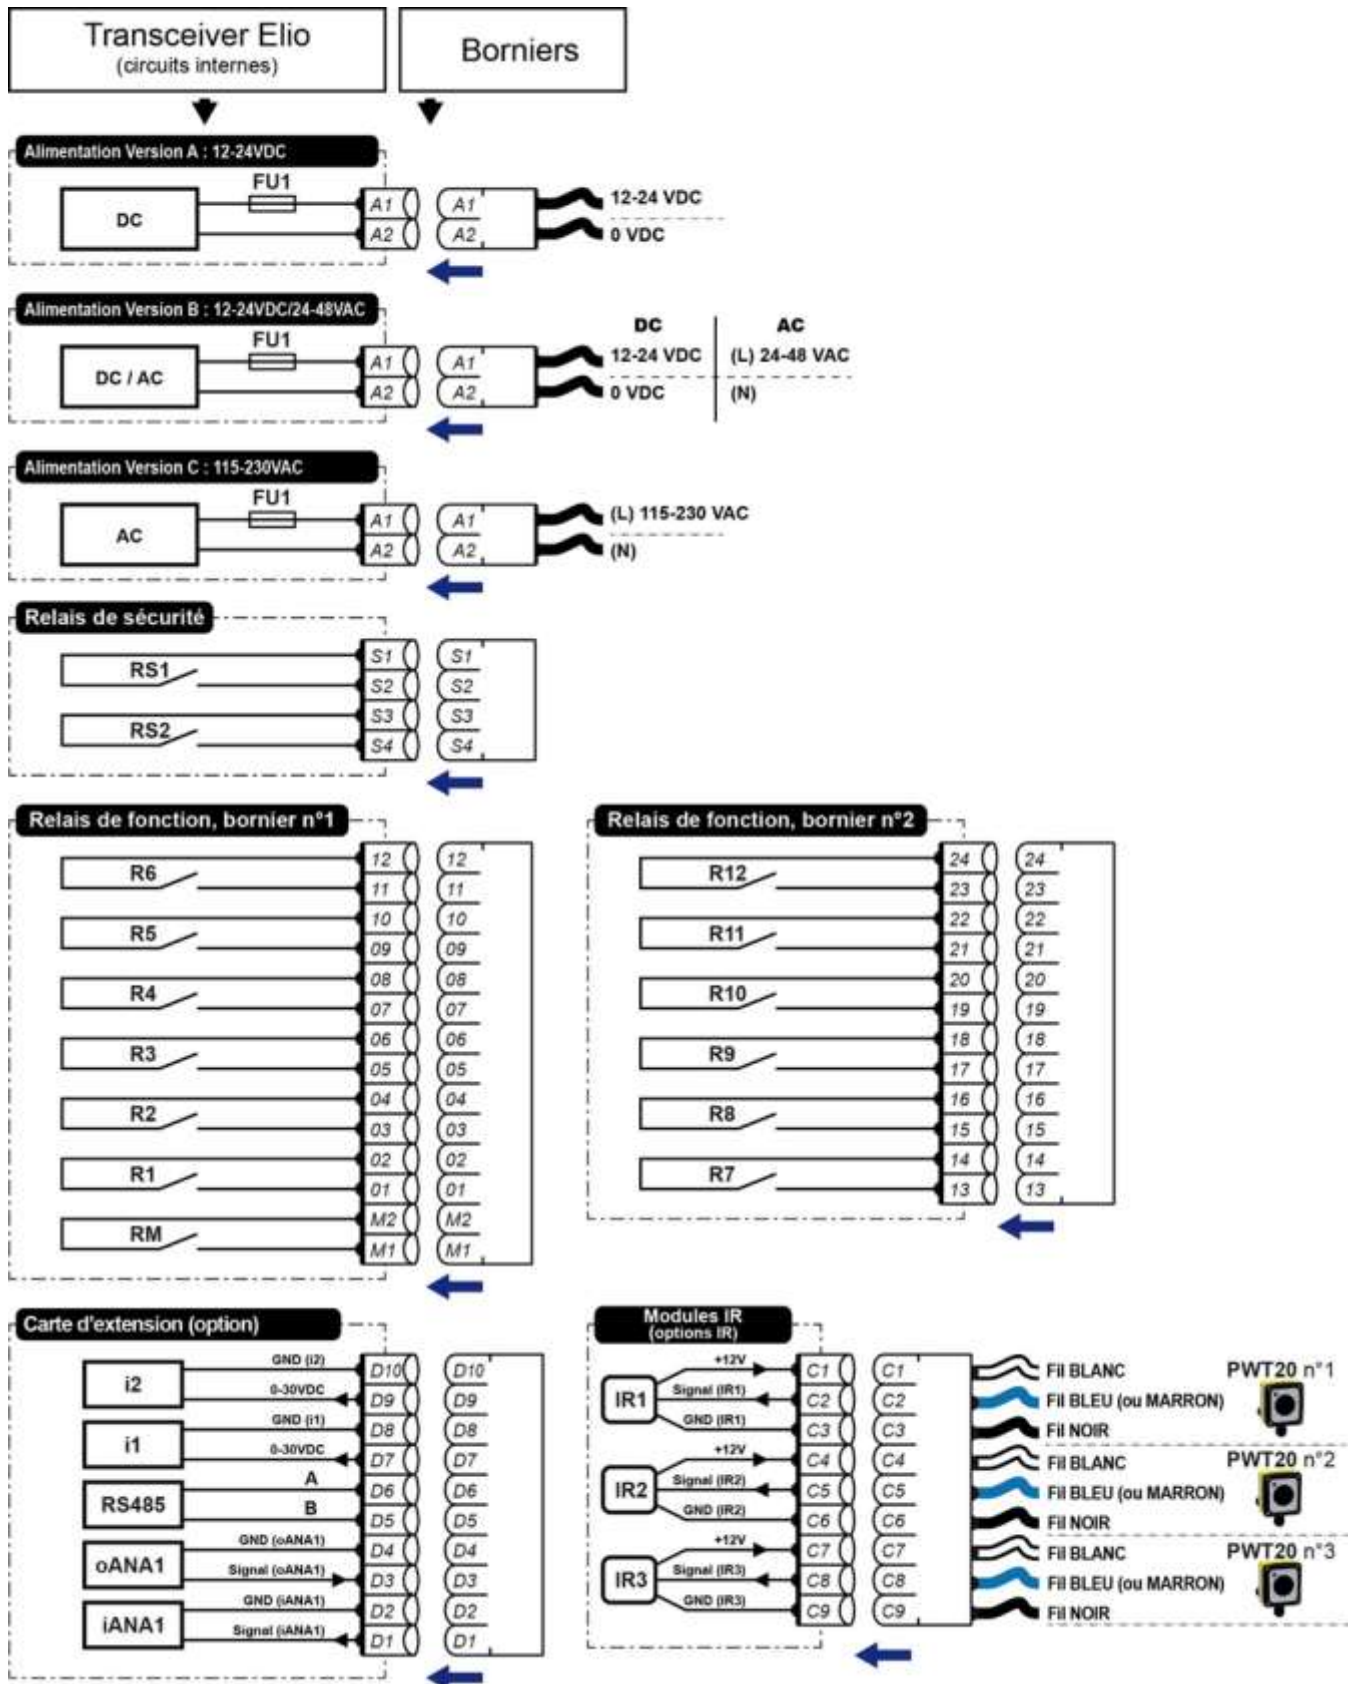 Transceiver Elio
(circuits internes)
Borniers
Alimentation Version A : 12-24VDC
FU1
DC
A1
A2
A1
A2
12-24 VDC
0 VDC
Alimentation Version B : 12-24VDC/24-48VAC
FU1
DC / AC
A1
A2
A1
A2
DC
AC
12-24 VDC
(L) 24-48 VAC
0 VDC
(N)
Alimentation Version C : 115-230VAC
FU1
AC
A1
A2
A1
A2
(L) 115-230 VAC
(N)
Relais de sécurité
RS1
RS2
S1
S2
S3
S4
S1
S2
S3
S4
Relais de fonction, bornier n°1
R6
R5
R4
R3
R2
R1
RM
12
11
10
09
08
07
06
05
04
03
02
01
M2
M1
12
11
10
09
08
07
06
05
04
03
02
01
M2
M1
Relais de fonction, bornier n°2
R12
R11
R10
R9
R8
R7
24
23
22
21
20
19
18
17
16
15
14
13
24
23
22
21
20
19
18
17
16
15
14
13
Carte d'extension (option)
i2
i1
RS485
oANA1
iANA1
GND (i2)
0-30VDC
GND (i1)
0-30VDC
A
B
GND (oANA1)
Signal (oANA1)
GND (iANA1)
Signal (iANA1)
D10
D9
D8
D7
D6
D5
D4
D3
D2
D1
D10
D9
D8
D7
D6
D5
D4
D3
D2
D1
Modules IR
(options IR)
IR1
IR2
IR3
+12V
Signal (IR1)
GND (IR1)
+12V
Signal (IR2)
GND (IR2)
+12V
Signal (IR3)
GND (IR3)
C1
C2
C3
C4
C5
C6
C7
C8
C9
C1
C2
C3
C4
C5
C6
C7
C8
C9
Fil BLANC
Fil BLEU (ou MARRON)
Fil NOIR
PWT20 n°1
Fil BLANC
Fil BLEU (ou MARRON)
Fil NOIR
PWT20 n°2
Fil BLANC
Fil BLEU (ou MARRON)
Fil NOIR
PWT20 n°3